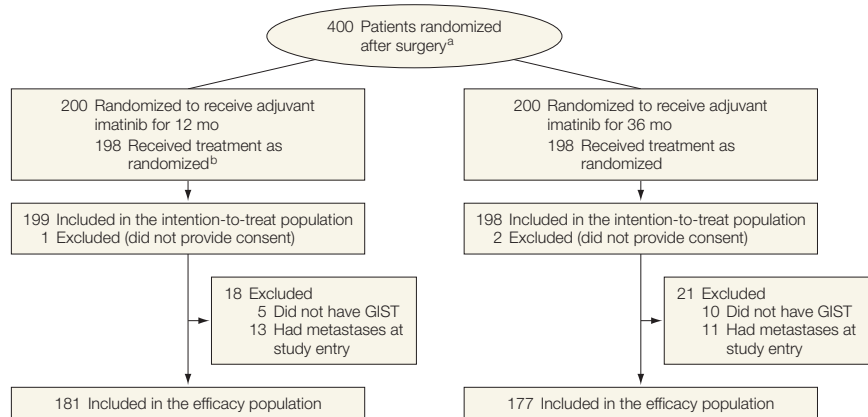 400 Patients randomized
after surgeryª
200 Randomized to receive adjuvant
imatinib for 12 mo
198 Received treatment as
randomizedᵇ
200 Randomized to receive adjuvant
imatinib for 36 mo
198 Received treatment as
randomized
199 Included in the intention-to-treat population
1 Excluded (did not provide consent)
198 Included in the intention-to-treat population
2 Excluded (did not provide consent)
18 Excluded
5 Did not have GIST
13 Had metastases at
study entry
21 Excluded
10 Did not have GIST
11 Had metastases at
study entry
181 Included in the efficacy population
177 Included in the efficacy population